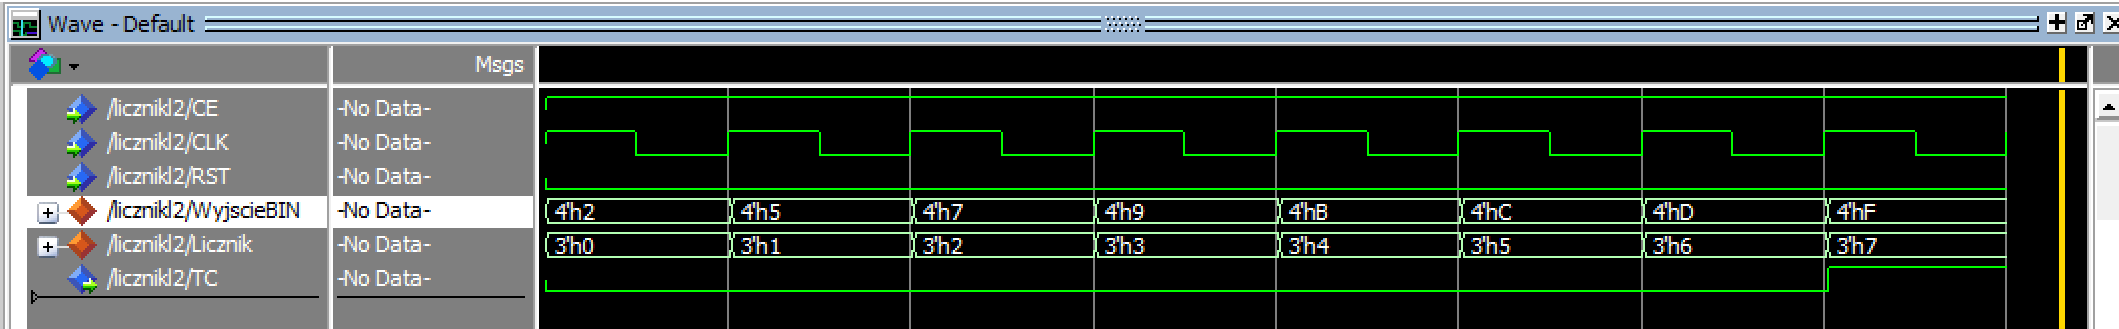 Wave - Default
Msgs
/licznikl2/CE -No Data-
/licznikl2/CLK -No Data-
/licznikl2/RST -No Data-
/licznikl2/WyjscieBIN -No Data- 4'h2 4'h5 4'h7 4'h9 4'hB 4'hC 4'hD 4'hF
/licznikl2/Licznik -No Data- 3'h0 3'h1 3'h2 3'h3 3'h4 3'h5 3'h6 3'h7
/licznikl2/TC -No Data-